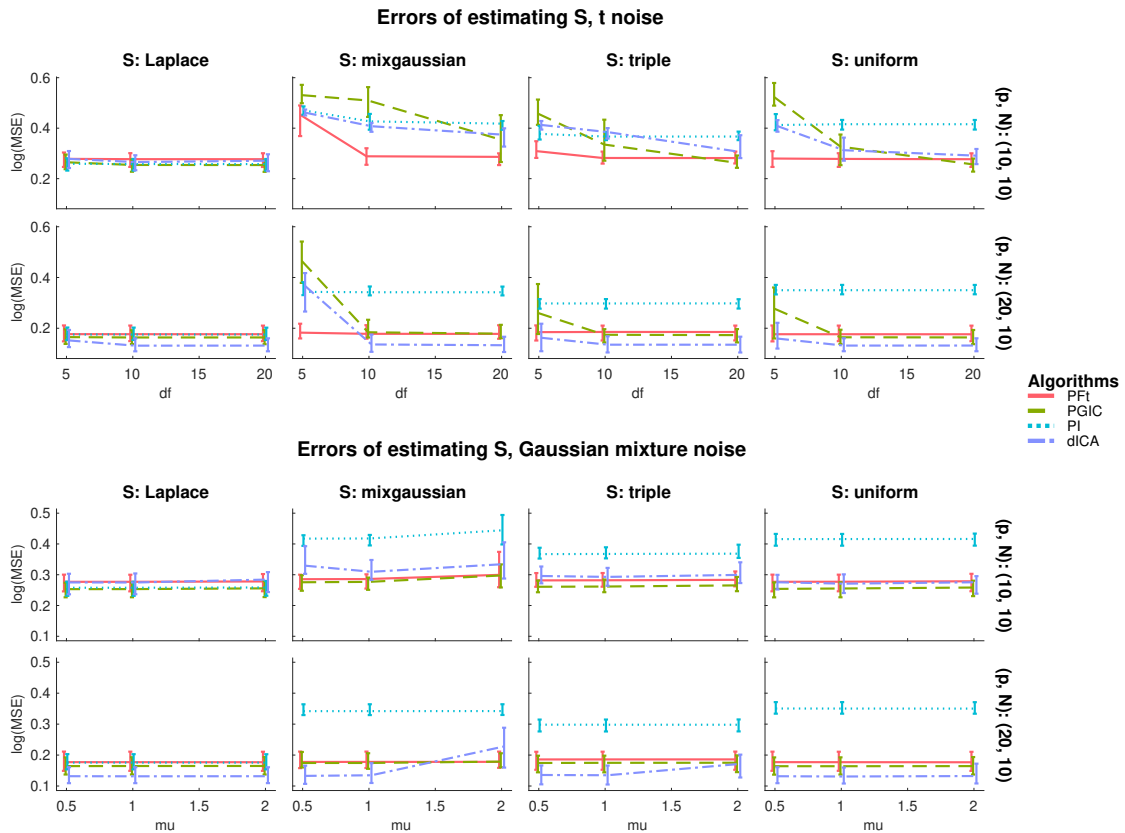 Errors of estimating S, t noise
S: Laplace
S: mixgaussian
S: triple
S: uniform
0.6
0.4
0.2
log(MSE)
(p, N): (10, 10)
0.6
0.4
0.2
log(MSE)
(p, N): (20, 10)
5 10 15 20
5 10 15 20
5 10 15 20
5 10 15 20
df
df
df
df
Algorithms
PFt
PGIC
PI
dICA
Errors of estimating S, Gaussian mixture noise
S: Laplace
S: mixgaussian
S: triple
S: uniform
0.5
0.4
0.3
0.2
0.1
log(MSE)
(p, N): (10, 10)
0.5
0.4
0.3
0.2
0.1
log(MSE)
(p, N): (20, 10)
0.5 1 1.5 2
0.5 1 1.5 2
0.5 1 1.5 2
0.5 1 1.5 2
mu
mu
mu
mu